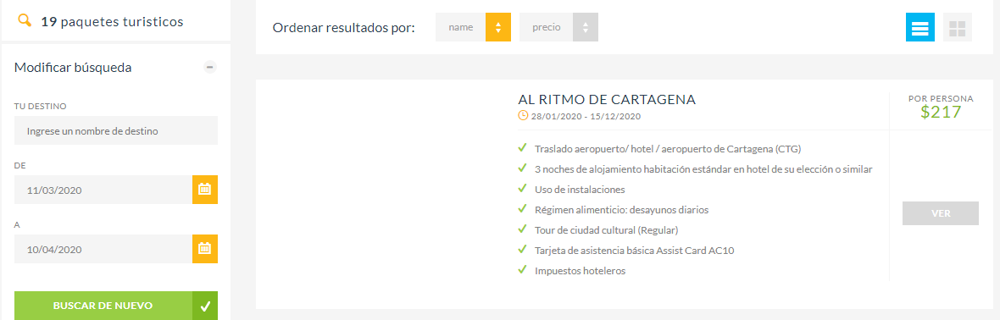 19 paquetes turisticos
Modificar búsqueda
TU DESTINO
Ingrese un nombre de destino
DE
11/03/2020
A
10/04/2020
BUSCAR DE NUEVO
Ordenar resultados por:
name
precio
AL RITMO DE CARTAGENA
28/01/2020 - 15/12/2020
Traslado aeropuerto/ hotel / aeropuerto de Cartagena (CTG)
3 noches de alojamiento habitación estándar en hotel de su elección o similar
Uso de instalaciones
Régimen alimenticio: desayunos diarios
Tour de ciudad cultural (Regular)
Tarjeta de asistencia básica Assist Card AC10
Impuestos hoteleros
POR PERSONA
$217
VER